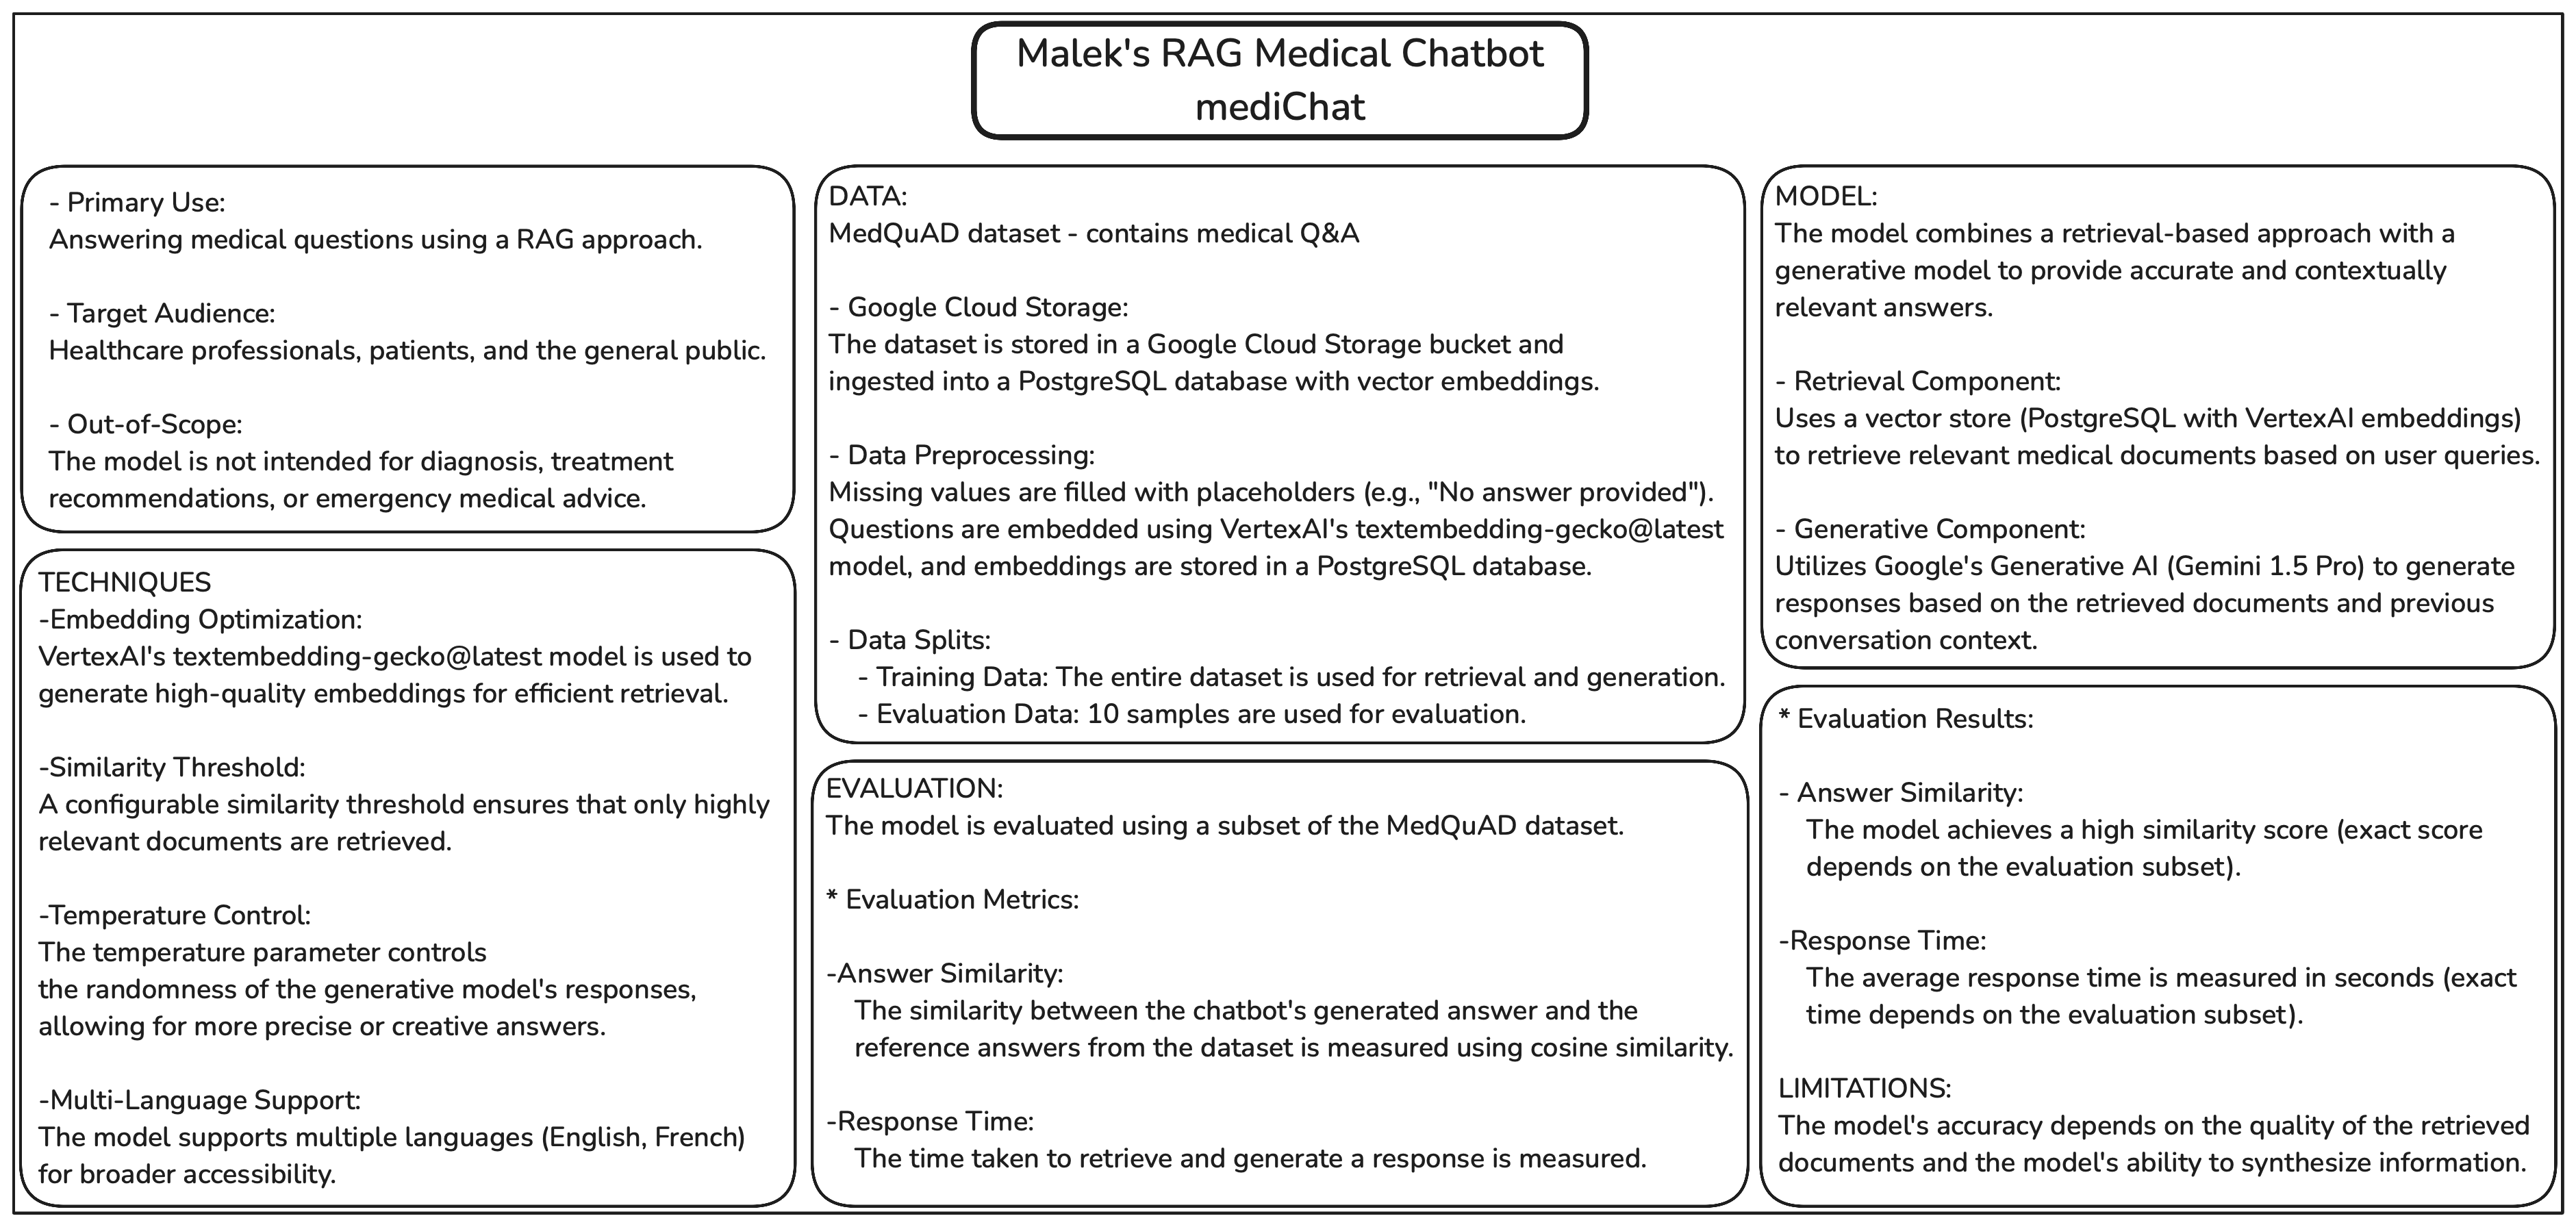 Malek's RAG Medical Chatbot
mediChat
- Primary Use:
Answering medical questions using a RAG approach.
- Target Audience:
Healthcare professionals, patients, and the general public.
- Out-of-Scope:
The model is not intended for diagnosis, treatment
recommendations, or emergency medical advice.
TECHNIQUES
-Embedding Optimization:
VertexAI's textembedding-gecko@latest model is used to
generate high-quality embeddings for efficient retrieval.
-Similarity Threshold:
A configurable similarity threshold ensures that only highly
relevant documents are retrieved.
-Temperature Control:
The temperature parameter controls
the randomness of the generative model's responses,
allowing for more precise or creative answers.
-Multi-Language Support:
The model supports multiple languages (English, French)
for broader accessibility.
DATA:
MedQuAD dataset - contains medical Q&A
- Google Cloud Storage:
The dataset is stored in a Google Cloud Storage bucket and
ingested into a PostgreSQL database with vector embeddings.
- Data Preprocessing:
Missing values are filled with placeholders (e.g., "No answer provided").
Questions are embedded using VertexAI's textembedding-gecko@latest
model, and embeddings are stored in a PostgreSQL database.
- Data Splits:
- Training Data: The entire dataset is used for retrieval and generation.
- Evaluation Data: 10 samples are used for evaluation.
EVALUATION:
The model is evaluated using a subset of the MedQuAD dataset.
* Evaluation Metrics:
-Answer Similarity:
The similarity between the chatbot's generated answer and the
reference answers from the dataset is measured using cosine similarity.
-Response Time:
The time taken to retrieve and generate a response is measured.
MODEL:
The model combines a retrieval-based approach with a
generative model to provide accurate and contextually
relevant answers.
- Retrieval Component:
Uses a vector store (PostgreSQL with VertexAI embeddings)
to retrieve relevant medical documents based on user queries.
- Generative Component:
Utilizes Google's Generative AI (Gemini 1.5 Pro) to generate
responses based on the retrieved documents and previous
conversation context.
* Evaluation Results:
- Answer Similarity:
The model achieves a high similarity score (exact score
depends on the evaluation subset).
-Response Time:
The average response time is measured in seconds (exact
time depends on the evaluation subset).
LIMITATIONS:
The model's accuracy depends on the quality of the retrieved
documents and the model's ability to synthesize information.